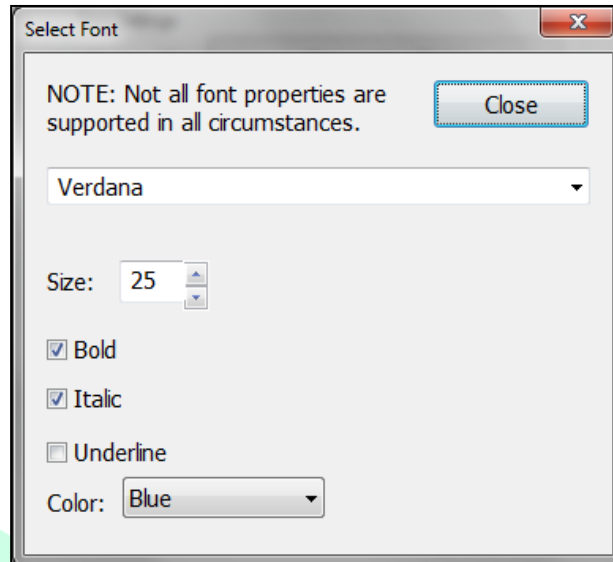 Select Font
NOTE: Not all font properties are
supported in all circumstances.
Close
Verdana
Size: 25
Bold
Italic
Underline
Color: Blue